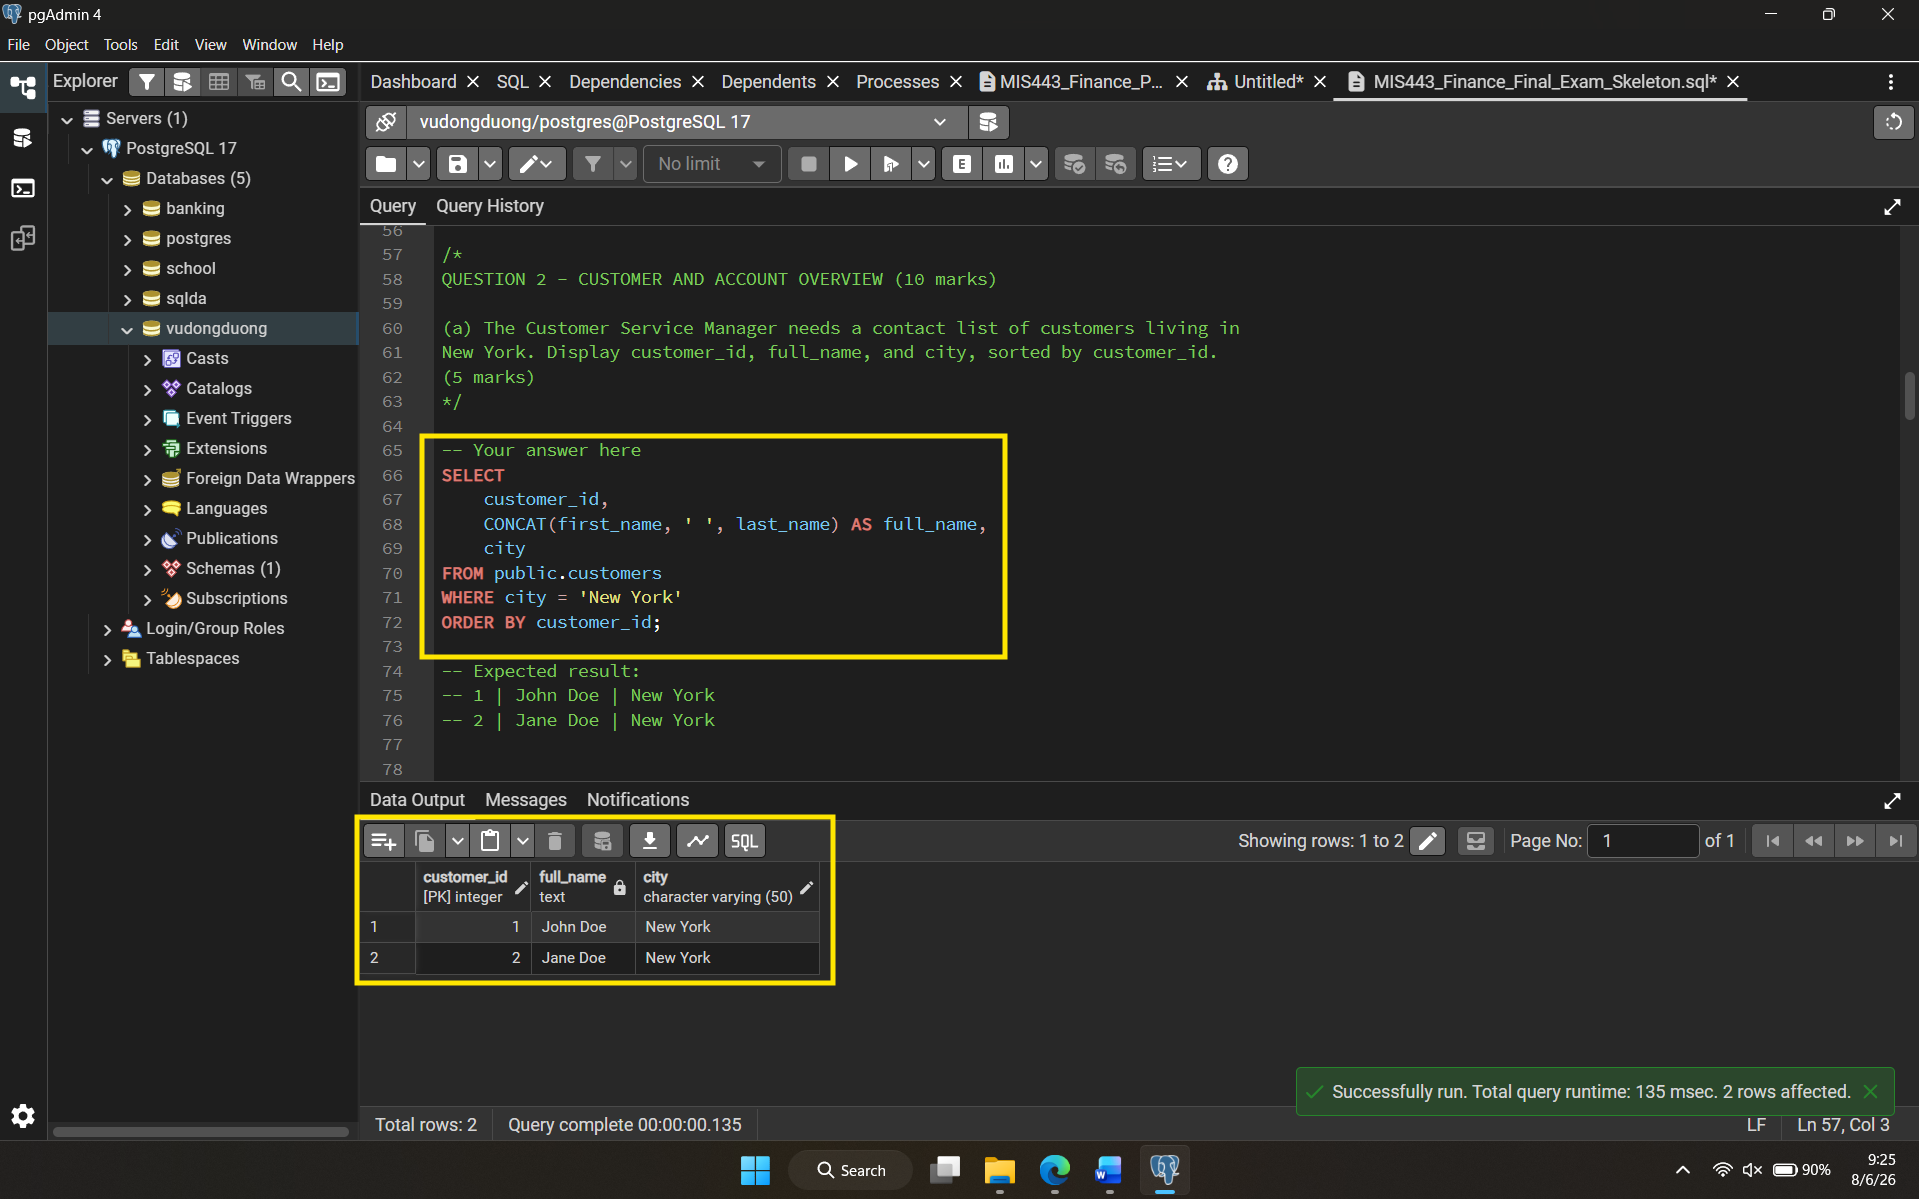 pgAdmin 4
File Object Tools Edit View Window Help
Explorer
Dashboard SQL Dependencies Dependents Processes MIS443_Finance_P... Untitled* MIS443_Finance_Final_Exam_Skeleton.sql*
Servers (1)
PostgreSQL 17
Databases (5)
banking
postgres
school
sqlda
vudongduong
Casts
Catalogs
Event Triggers
Extensions
Foreign Data Wrappers
Languages
Publications
Schemas (1)
Subscriptions
Login/Group Roles
Tablespaces
vudongduong/postgres@PostgreSQL 17
No limit
E
Query Query History
56
57 /*
58 QUESTION 2 - CUSTOMER AND ACCOUNT OVERVIEW (10 marks)
59
60 (a) The Customer Service Manager needs a contact list of customers living in
61 New York. Display customer_id, full_name, and city, sorted by customer_id.
62 (5 marks)
63 */
64
65 -- Your answer here
66 SELECT
67 customer_id,
68 CONCAT(first_name, ' ', last_name) AS full_name,
69 city
70 FROM public.customers
71 WHERE city = 'New York'
72 ORDER BY customer_id;
73
74 -- Expected result:
75 -- 1 | John Doe | New York
76 -- 2 | Jane Doe | New York
77
78
Data Output Messages Notifications
SQL
Showing rows: 1 to 2 Page No: 1 of 1
customer_id full_name city
[PK] integer text character varying (50)
1 1 John Doe New York
2 2 Jane Doe New York
Successfully run. Total query runtime: 135 msec. 2 rows affected.
Total rows: 2 Query complete 00:00:00.135 LF Ln 57, Col 3
Search
90%
9:25
8/6/26